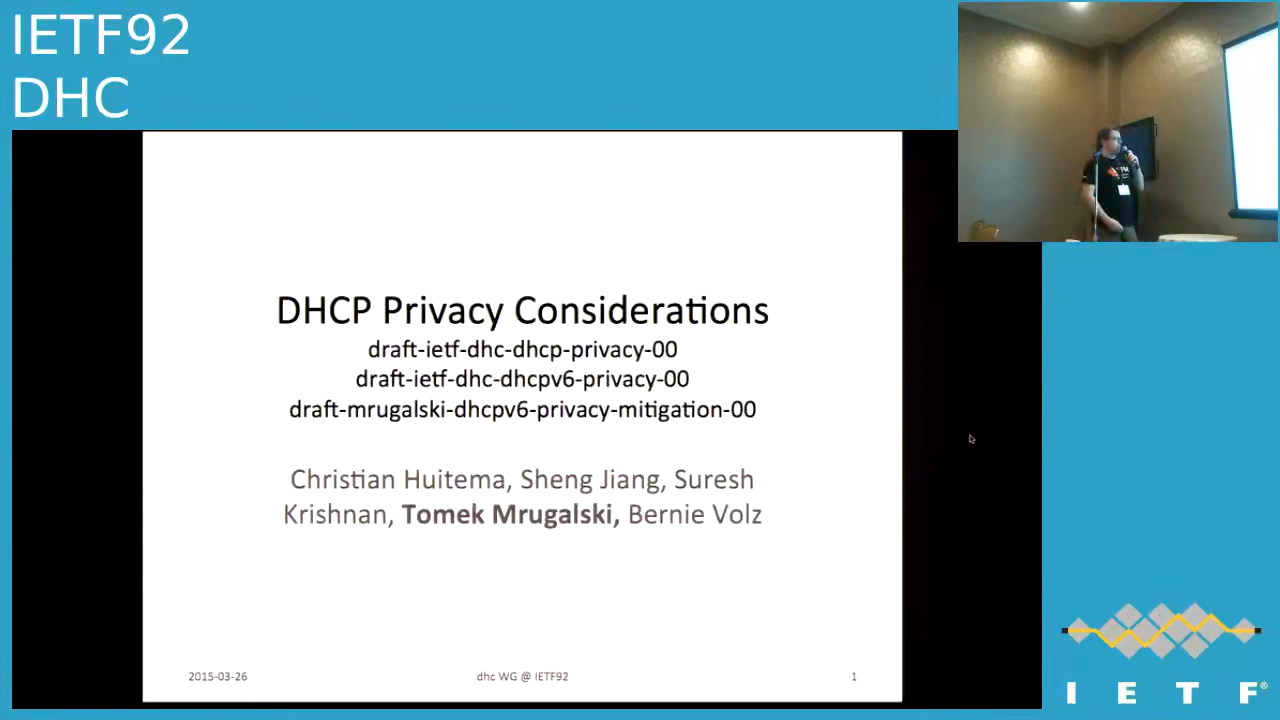 IETF92
DHC
DHCP Privacy Considerations
draft-ietf-dhc-dhcp-privacy-00
draft-ietf-dhc-dhcpv6-privacy-00
draft-mrugalski-dhcpv6-privacy-mitigation-00
Christian Huitema, Sheng Jiang, Suresh
Krishnan, Tomek Mrugalski, Bernie Volz
2015-03-26
dhc WG @ IETF92
1
I E T F®